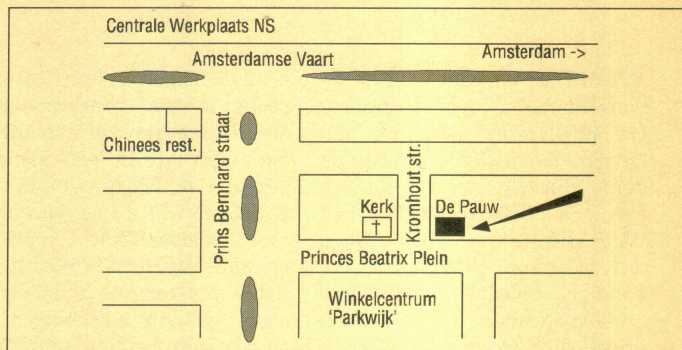 Centrale Werkplaats NS
Amsterdamse Vaart
Amsterdam ->
Chinees rest.
Prins Bernhard straat
Kerk
Kromhout str.
De Pauw
Princes Beatrix Plein
Winkelcentrum
'Parkwijk'